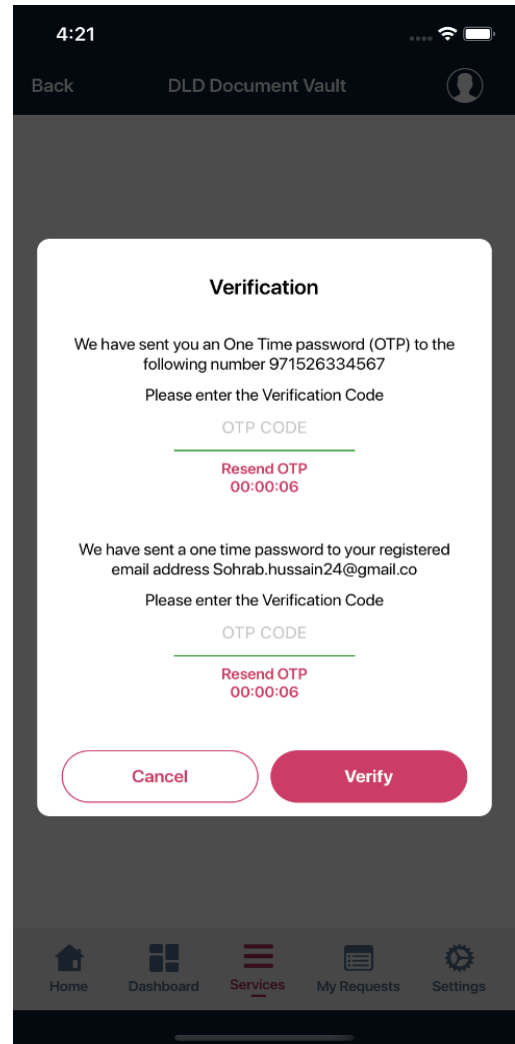 4:21
Back DLD Document Vault
Verification
We have sent you an One Time password (OTP) to the
following number 971526334567
Please enter the Verification Code
OTP CODE
Resend OTP
00:00:06
We have sent a one time password to your registered
email address Sohrab.hussain24@gmail.co
Please enter the Verification Code
OTP CODE
Resend OTP
00:00:06
Cancel Verify
Home Dashboard Services My Requests Settings